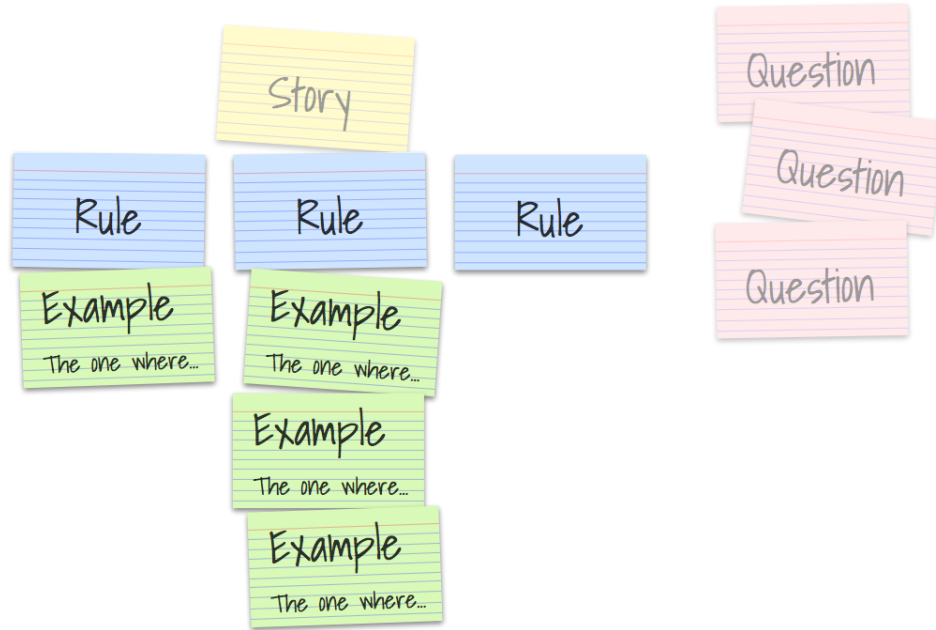 Story
Question
Question
Question
Rule
Rule
Rule
Example
The one where...
Example
The one where...
Example
The one where...
Example
The one where...